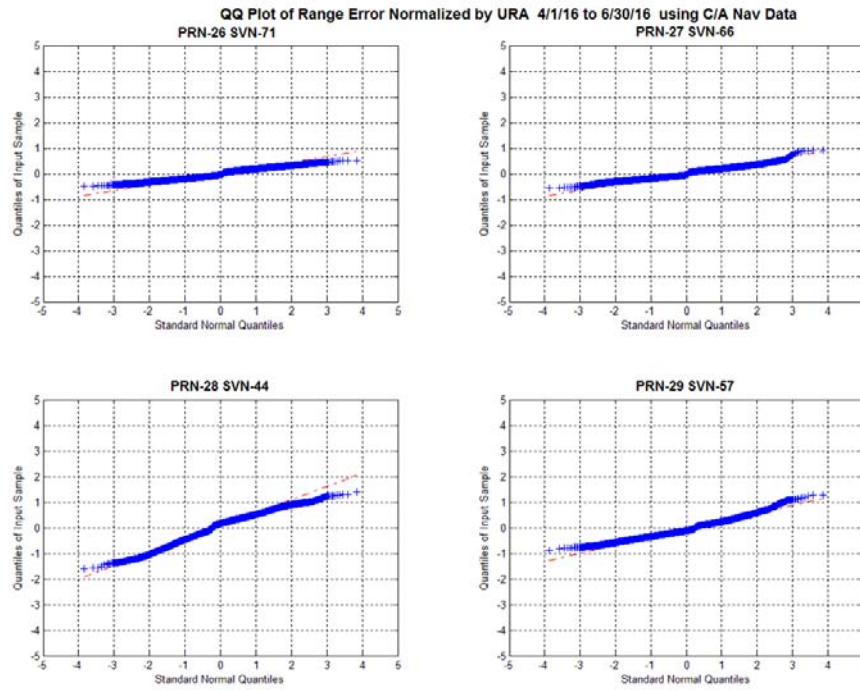 QQ Plot of Range Error Normalized by URA 4/1/16 to 6/30/16 using C/A Nav Data
PRN-26 SVN-71
5
4
3
2
1
0
-1
-2
-3
-4
-5
Quantiles of Input Sample
-5 -4 -3 -2 -1 0 1 2 3 4 5
Standard Normal Quantiles
PRN-27 SVN-66
5
4
3
2
1
0
-1
-2
-3
-4
-5
Quantiles of Input Sample
-5 -4 -3 -2 -1 0 1 2 3 4
Standard Normal Quantiles
PRN-28 SVN-44
5
4
3
2
1
0
-1
-2
-3
-4
-5
Quantiles of Input Sample
-5 -4 -3 -2 -1 0 1 2 3 4 5
Standard Normal Quantiles
PRN-29 SVN-57
5
4
3
2
1
0
-1
-2
-3
-4
-5
Quantiles of Input Sample
-5 -4 -3 -2 -1 0 1 2 3 4
Standard Normal Quantiles